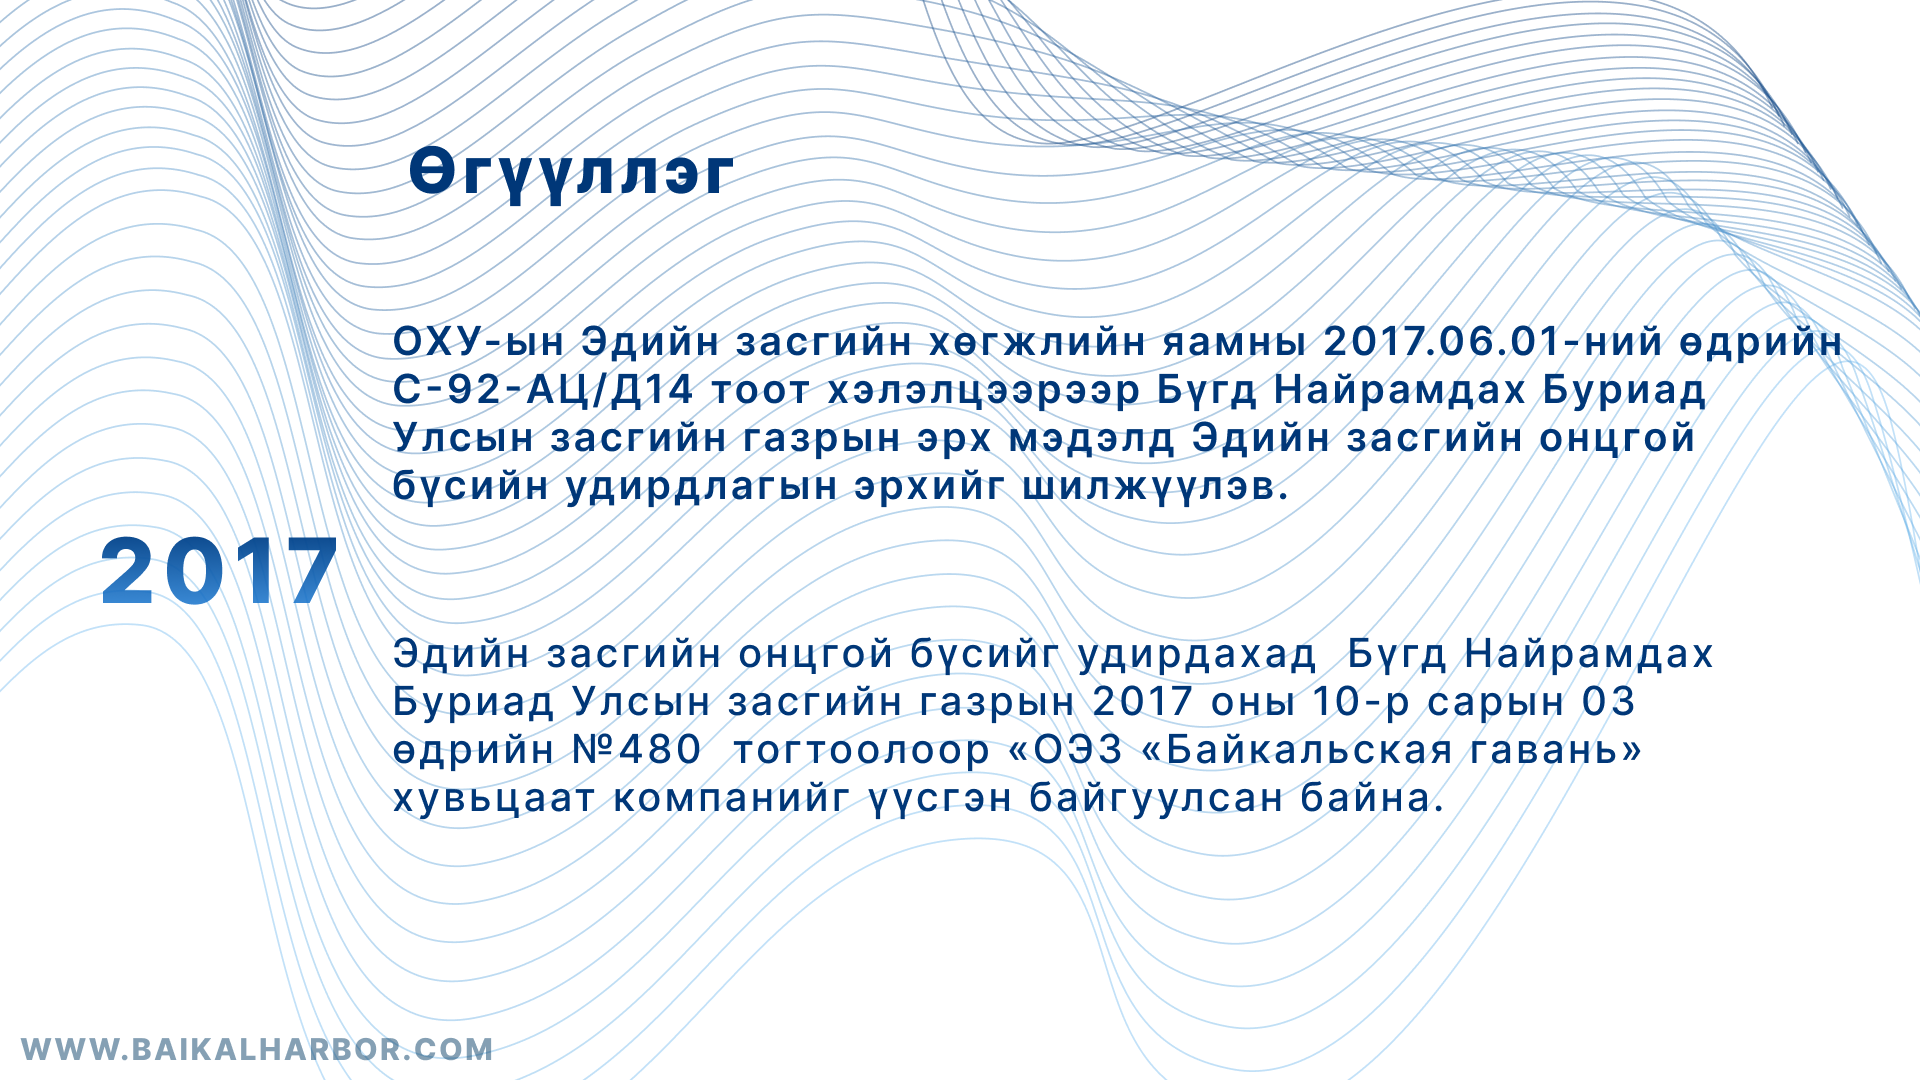 Өгүүллэг
ОХУ-ын Эдийн засгийн хөгжлийн яамны 2017.06.01-ний өдрийн
С-92-АЦ/Д14 тоот хэлэлцээрээр Бүгд Найрамдах Буриад
Улсын засгийн газрын эрх мэдэлд Эдийн засгийн онцгой
бүсийн удирдлагын эрхийг шилжүүлэв.
2017
Эдийн засгийн онцгой бүсийг удирдахад  Бүгд Найрамдах
Буриад Улсын засгийн газрын 2017 оны 10-р сарын 03
өдрийн №480  тогтоолоор «ОЭЗ «Байкальская гавань»
хувьцаат компанийг үүсгэн байгуулсан байна.
WWW.BAIKALHARBOR.COM